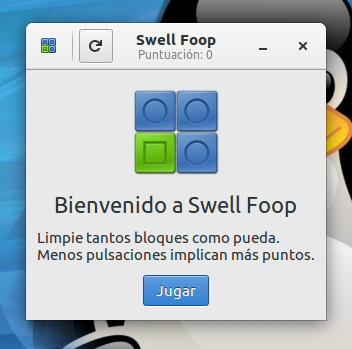 Swell Foop
Puntuación: 0
Bienvenido a Swell Foop
Limpie tantos bloques como pueda.
Menos pulsaciones implican más puntos.
Jugar